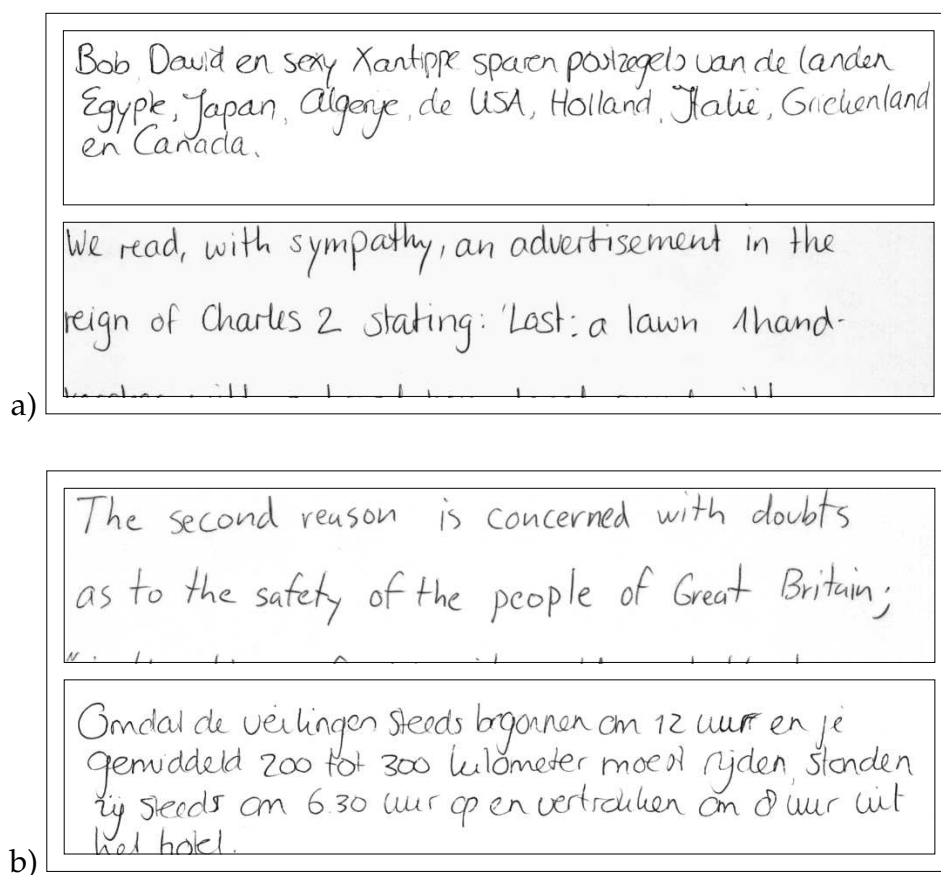 Bob David en sexy Xantippe sparen postzegels van de landen
Egypte, Japan, Algerije, de USA, Holland, Italië, Griekenland
en Canada.
We read, with sympathy, an advertisement in the
reign of Charles 2 stating: 'Lost: a lawn 1hand-
a)
The second reason is concerned with doubts
as to the safety of the people of Great Britain;
Omdat de veilingen steeds begonnen om 12 uur en je
gemiddeld 200 tot 300 kilometer moest rijden, stonden
zij steeds om 6.30 uur op en vertrokken om 8 uur uit
het hotel.
b)